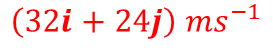 (32i + 24j) ms⁻¹